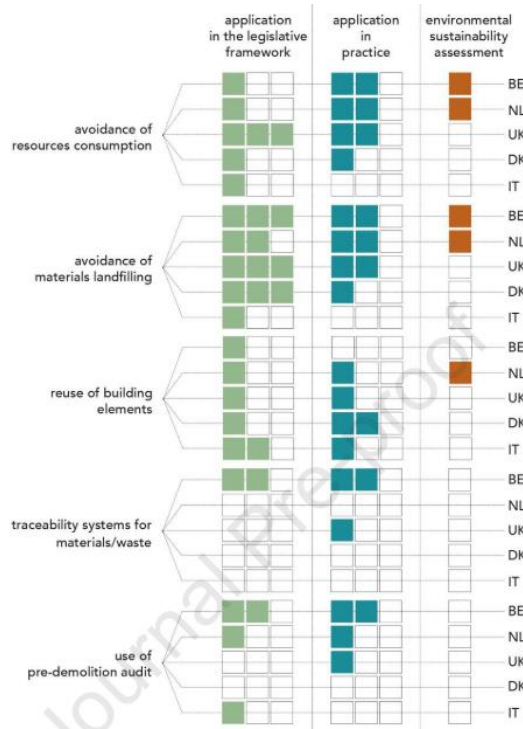 application
in the legislative
framework
application
in
practice
environmental
sustainability
assessment
avoidance of
resources consumption
BE
NL
UK
DK
IT
avoidance of
materials landfilling
BE
NL
UK
DK
IT
reuse of building
elements
BE
NL
UK
DK
IT
traceability systems for
materials/waste
BE
NL
UK
DK
IT
use of
pre-demolition audit
BE
NL
UK
DK
IT
Journal Pre-proof